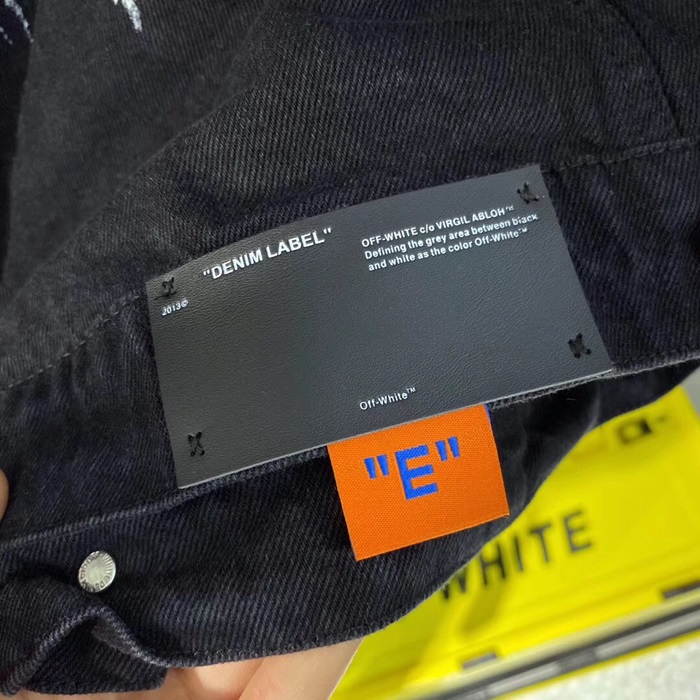 "DENIM LABEL"
OFF-WHITE c/o VIRGIL ABLOH™
Defining the grey area between black
and white as the color Off-White™
2013©
Off-White™
"E"
WHITE